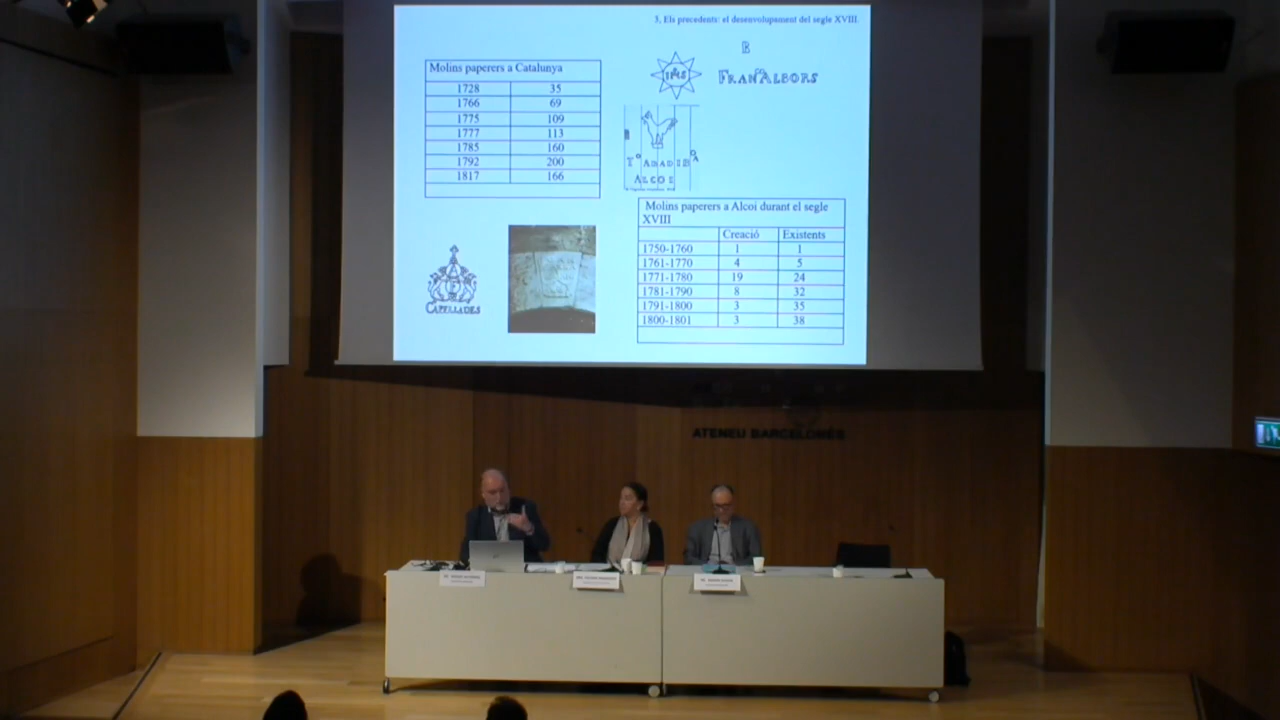 3, Els precedents: el desenvolupament del segle XVIII.
Molins paperers a Catalunya
1728 35
1766 69
1775 109
1777 113
1785 160
1792 200
1817 166
IHS
FRANco ALBORS
ALCOI
Molins paperers a Alcoi durant el segle
XVIII
Creació Existents
1750-1760 1 1
1761-1770 4 5
1771-1780 19 24
1781-1790 8 32
1791-1800 3 35
1800-1801 3 38
CAPELLADES
ATENEU BARCELONÈS